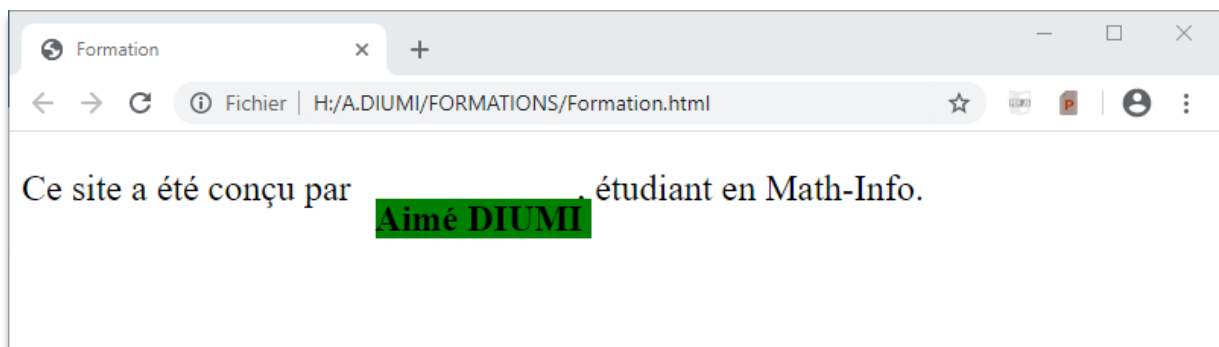 Formation
Fichier H:/A.DIUMI/FORMATIONS/Formation.html
P
Ce site a été conçu par , étudiant en Math-Info.
Aimé DIUMI